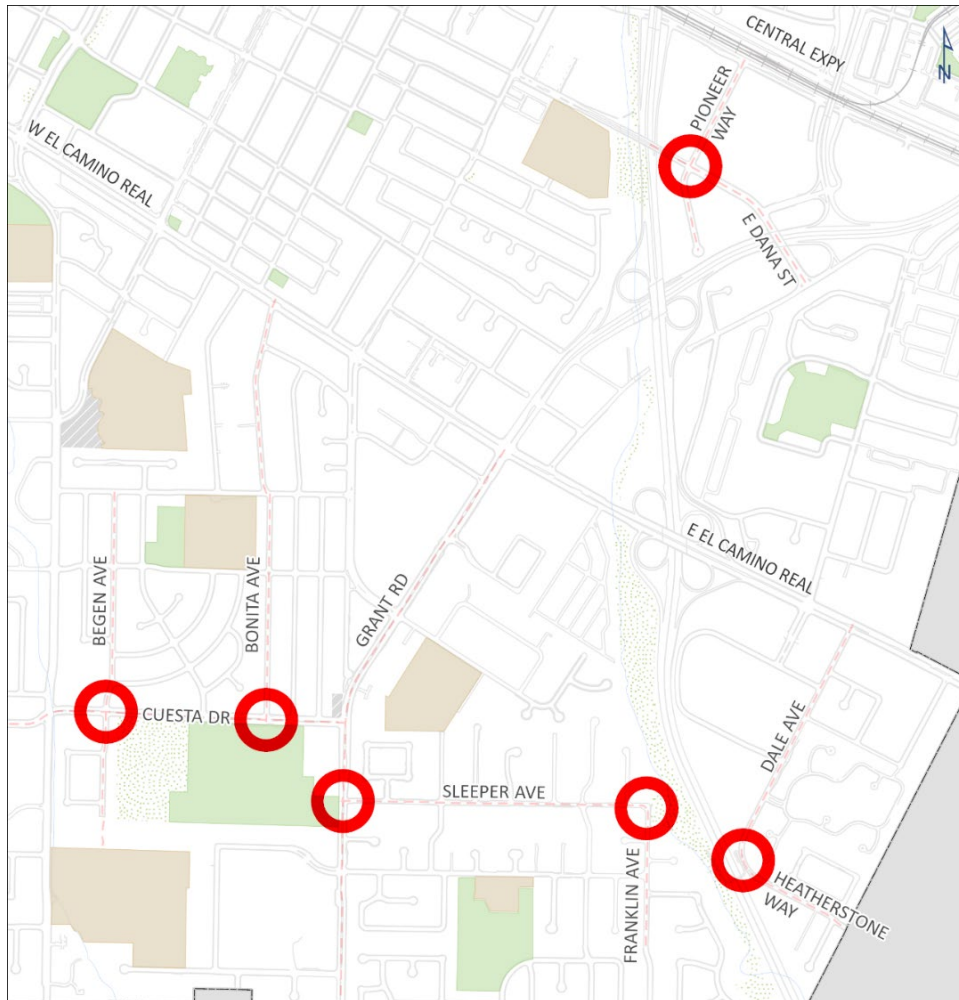 CENTRAL EXPY
N
PIONEER
WAY
W EL CAMINO REAL
E DANA ST
E EL CAMINO REAL
BEGEN AVE
BONITA AVE
GRANT RD
DALE AVE
CUESTA DR
SLEEPER AVE
FRANKLIN AVE
HEATHERSTONE
WAY